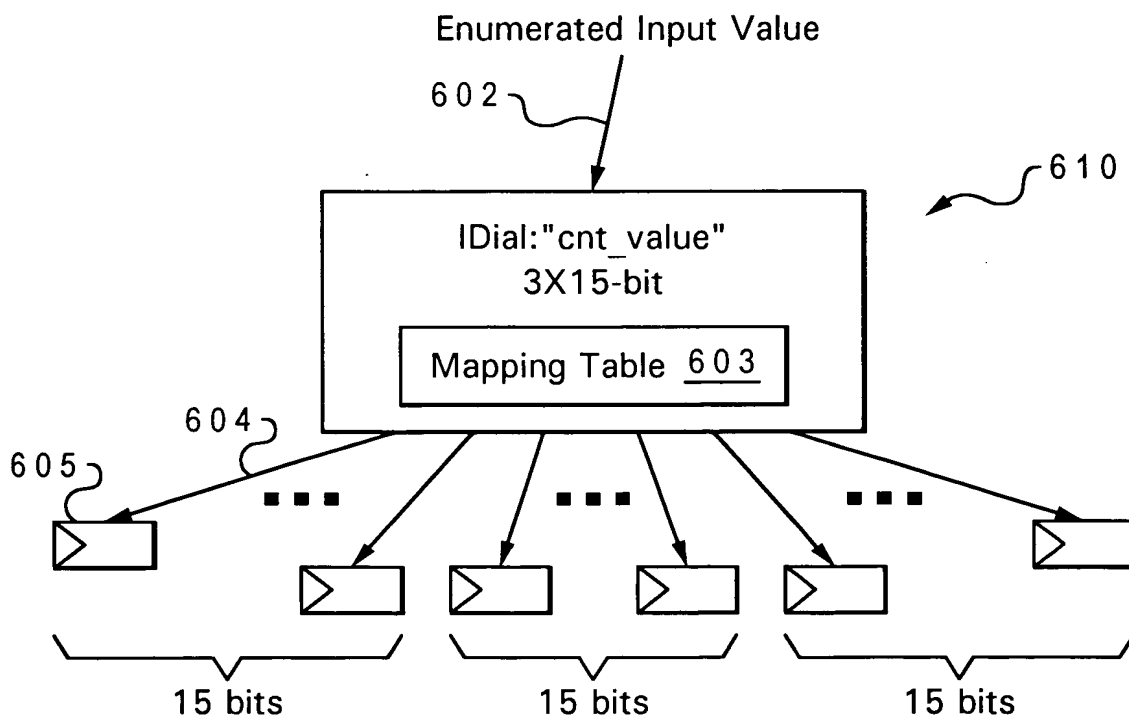 Enumerated Input Value
602
610
IDial:"cnt_value"
3X15-bit
Mapping Table 603
604
605
15 bits
15 bits
15 bits